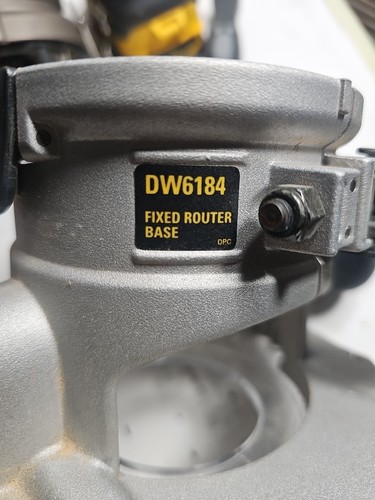 DW6184
FIXED ROUTER
BASE
DPC